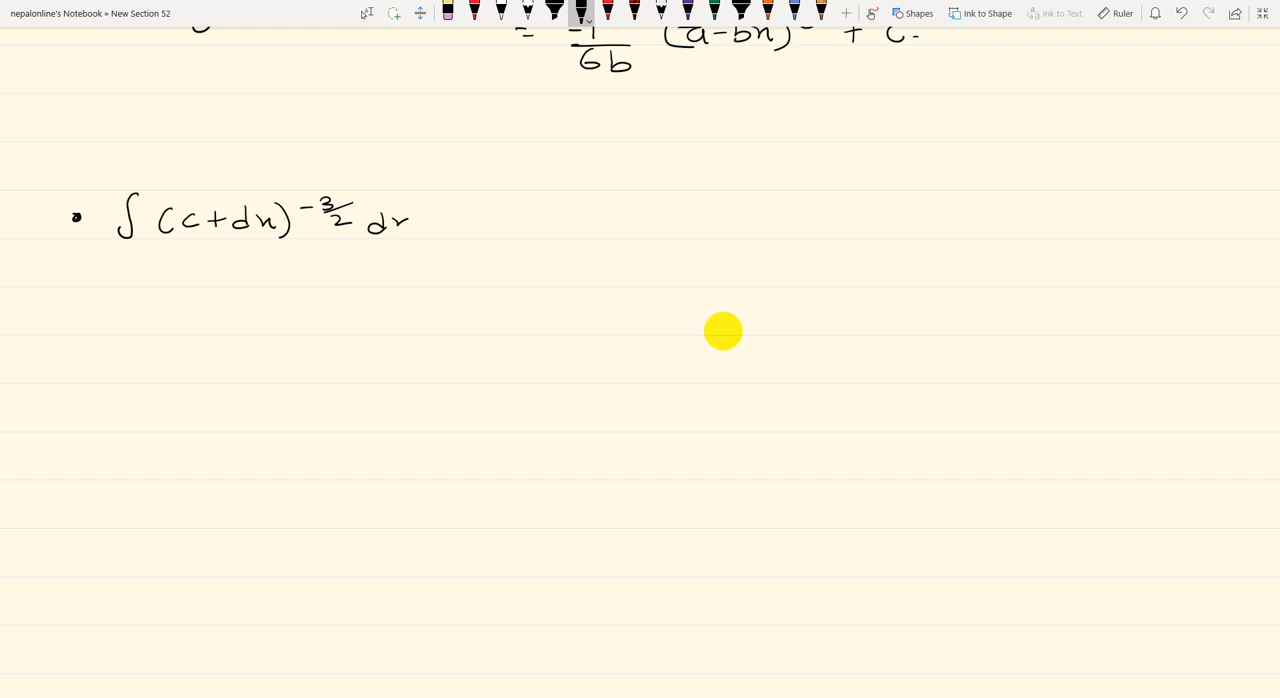 nepalonline's Notebook » New Section 52
Shapes Ink to Shape Ink to Text Ruler
= -1/6b (a-bx) + c.
• ∫ (c+dx)^-3/2 dx